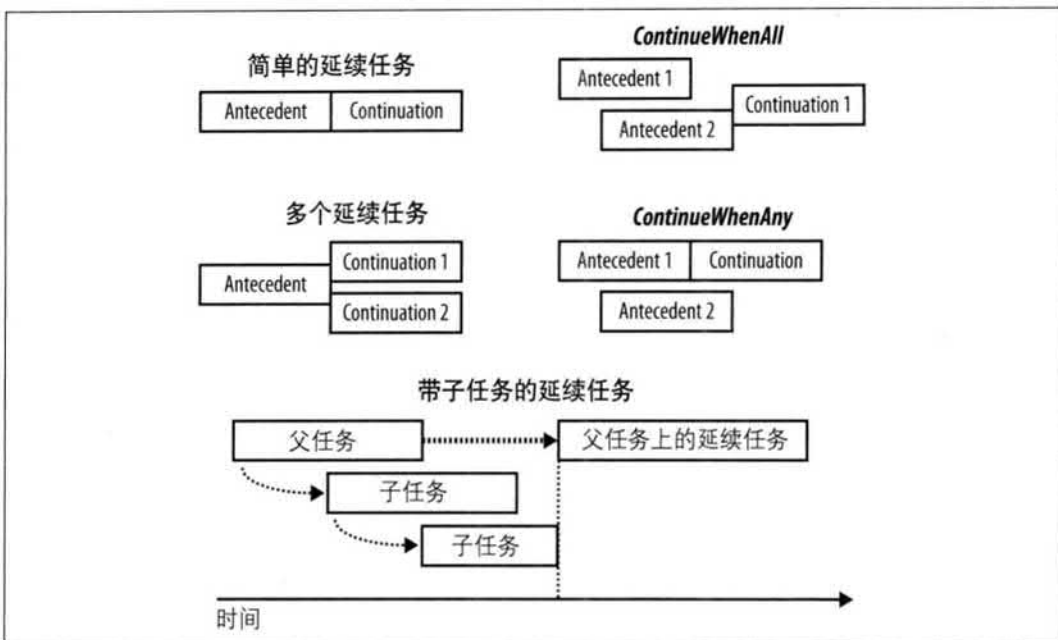 简单的延续任务
Antecedent
Continuation
ContinueWhenAll
Antecedent 1
Continuation 1
Antecedent 2
多个延续任务
Antecedent
Continuation 1
Continuation 2
ContinueWhenAny
Antecedent 1
Continuation
Antecedent 2
带子任务的延续任务
父任务
父任务上的延续任务
子任务
子任务
时间